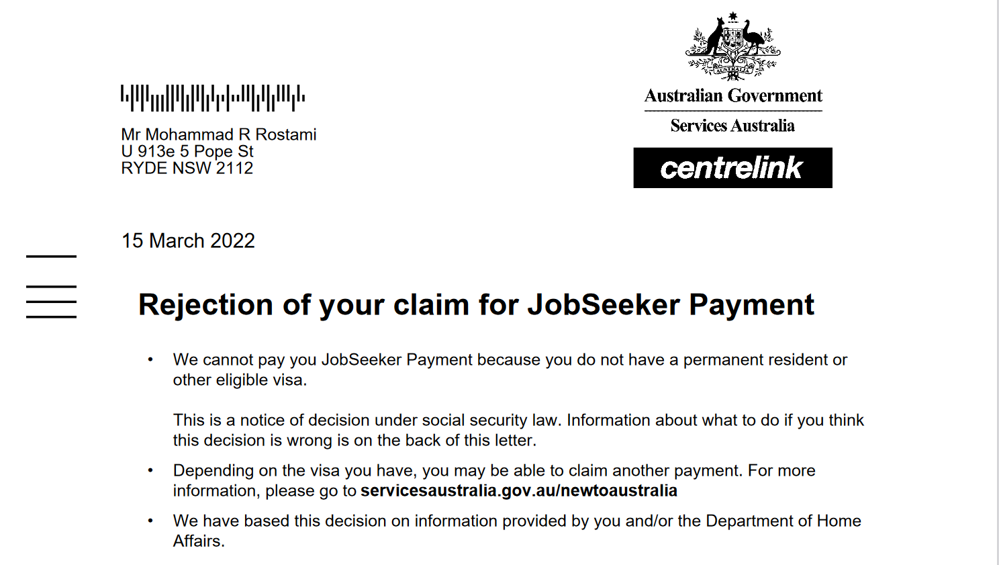 Mr Mohammad R Rostami
U 913e 5 Pope St
RYDE NSW 2112
AUSTRALIA
Australian Government
Services Australia
centrelink
15 March 2022
Rejection of your claim for JobSeeker Payment
• We cannot pay you JobSeeker Payment because you do not have a permanent resident or
other eligible visa.
This is a notice of decision under social security law. Information about what to do if you think
this decision is wrong is on the back of this letter.
• Depending on the visa you have, you may be able to claim another payment. For more
information, please go to servicesaustralia.gov.au/newtoaustralia
• We have based this decision on information provided by you and/or the Department of Home
Affairs.